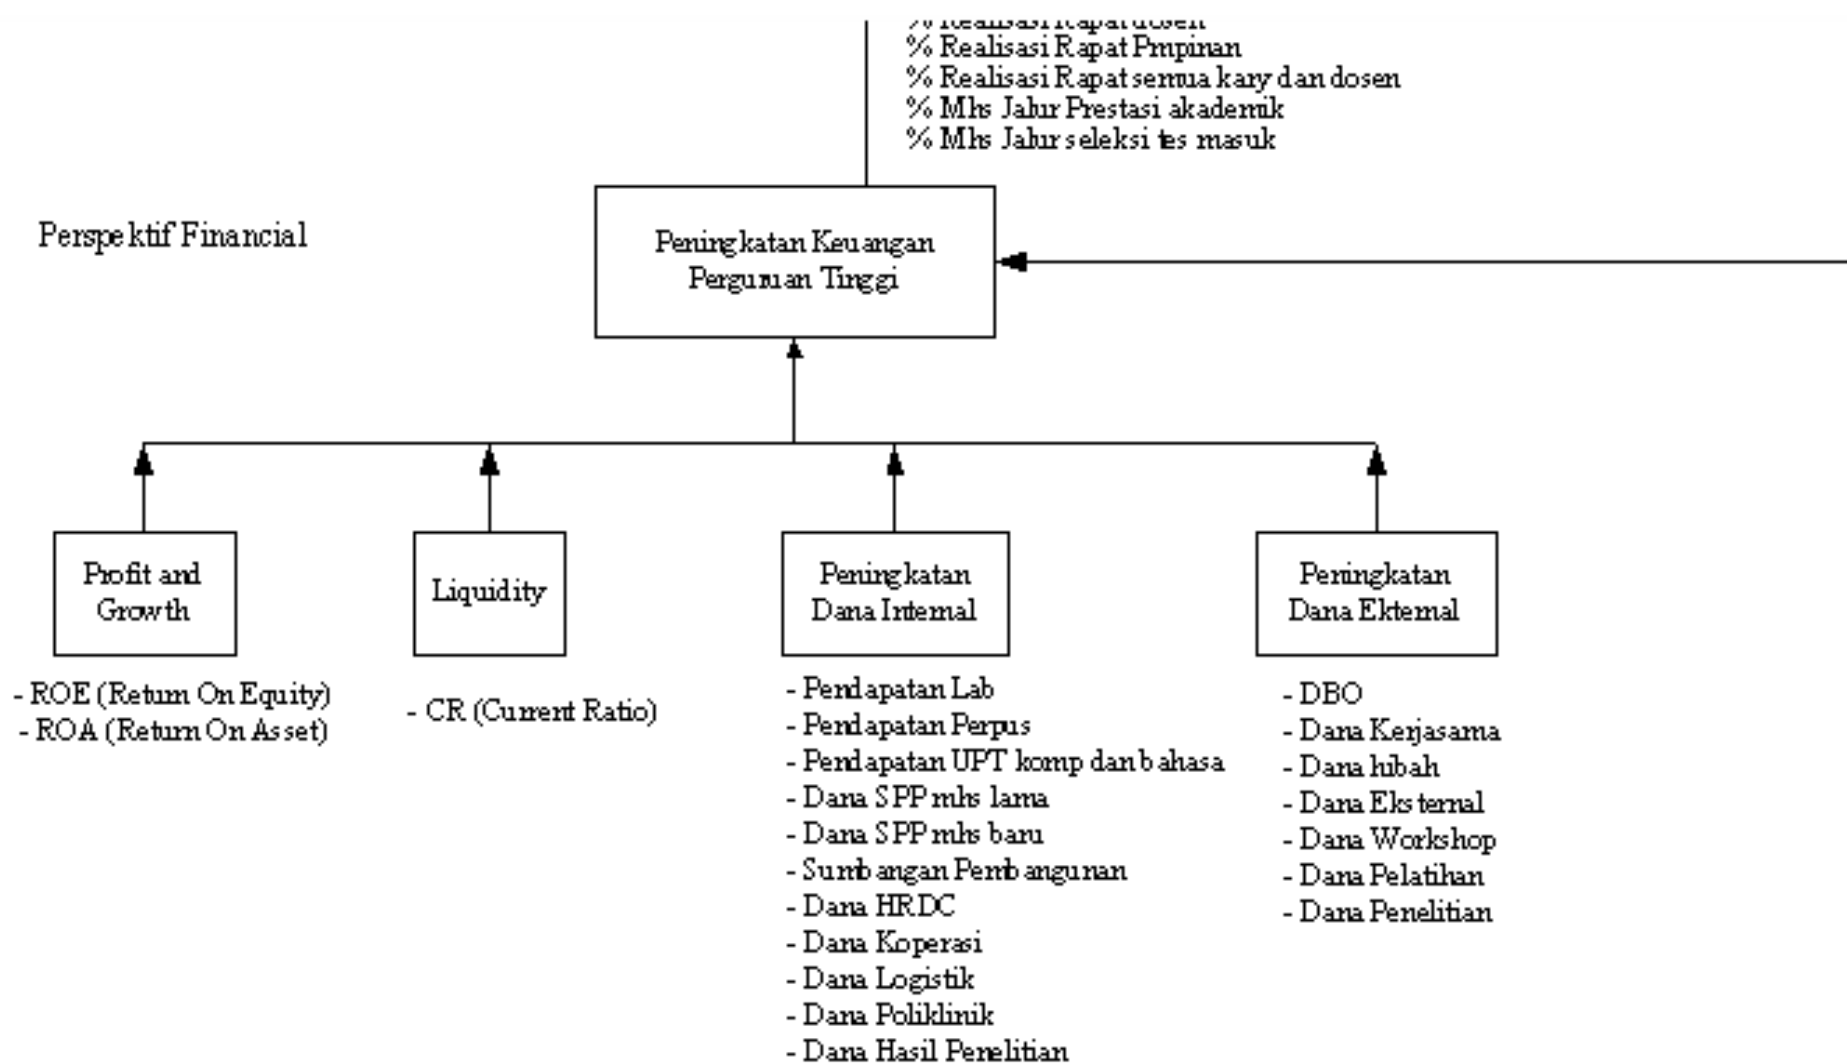 % Realisasi Rapat dosen
% Realisasi Rapat Pmpinan
% Realisasi Rapat semua kary dan dosen
% Mhs Jalur Prestasi akademik
% Mhs Jalur seleksi tes masuk
Perspektif Financial
Peningkatan Keuangan
Perguruan Tinggi
Profit and
Growth
- ROE (Return On Equity)
- ROA (Return On Asset)
Liquidity
- CR (Current Ratio)
Peningkatan
Dana Internal
- Pendapatan Lab
- Pendapatan Perpus
- Pendapatan UPT komp dan bahasa
- Dana SPP mhs lama
- Dana SPP mhs baru
- Sumbangan Pembangunan
- Dana HRDC
- Dana Koperasi
- Dana Logistik
- Dana Poliklinik
- Dana Hasil Penelitian
Peningkatan
Dana Ekternal
- DBO
- Dana Kerjasama
- Dana hibah
- Dana Eksternal
- Dana Workshop
- Dana Pelatihan
- Dana Penelitian